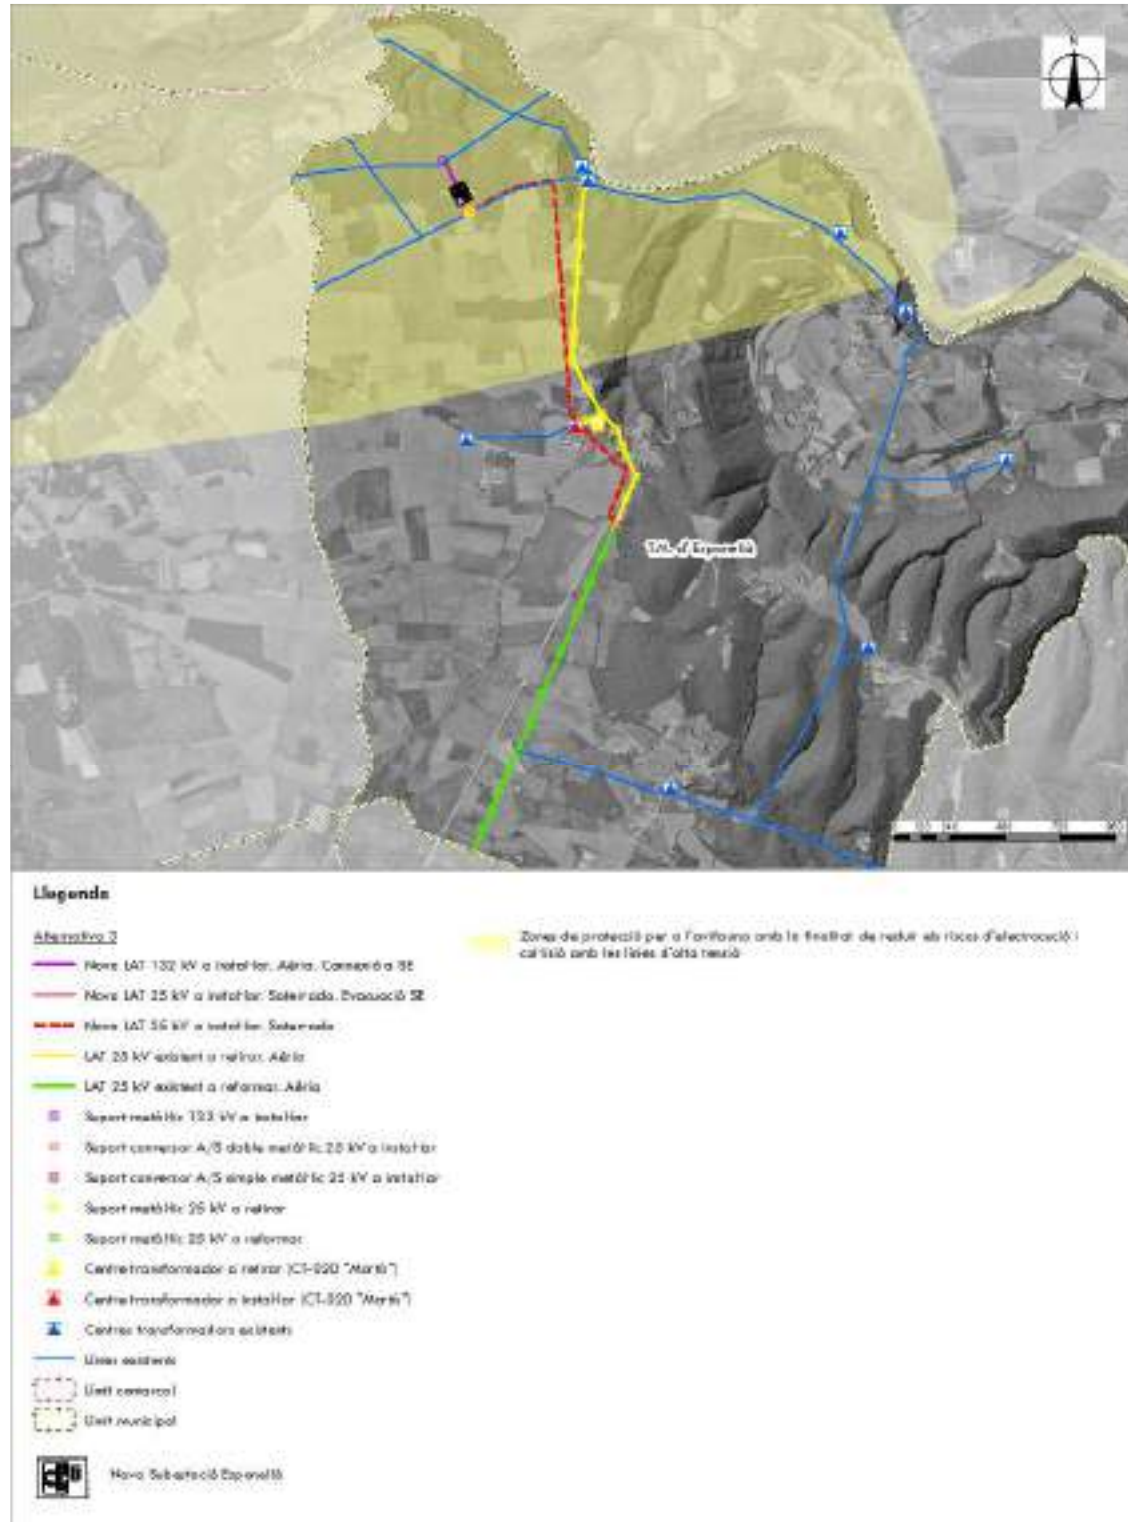 N
T.M. d'Esponellà
Llegenda
Alternativa 3
Nova LAT 132 kV a instal·lar. Aèria. Connexió a SE
Nova LAT 25 kV a instal·lar. Soterrada. Evacuació SE
Nova LAT 25 kV a instal·lar. Soterrada
LAT 25 kV existent a retirar. Aèria
LAT 25 kV existent a reformar. Aèria
Suport metàl·lic 132 kV a instal·lar
Suport conversor A/S doble metàl·lic 25 kV a instal·lar
Suport conversor A/S simple metàl·lic 25 kV a instal·lar
Suport metàl·lic 25 kV a retirar
Suport metàl·lic 25 kV a reformar
Centre transformador a retirar (CT-020 "Martís")
Centre transformador a instal·lar (CT-020 "Martís")
Centres transformadors existents
Línies existents
Límit comarcal
Límit municipal
Nova Subestació Esponellà
Zones de protecció per a l'avifauna amb la finalitat de reduir els riscos d'electrocució i
col·lisió amb les línies d'alta tensió